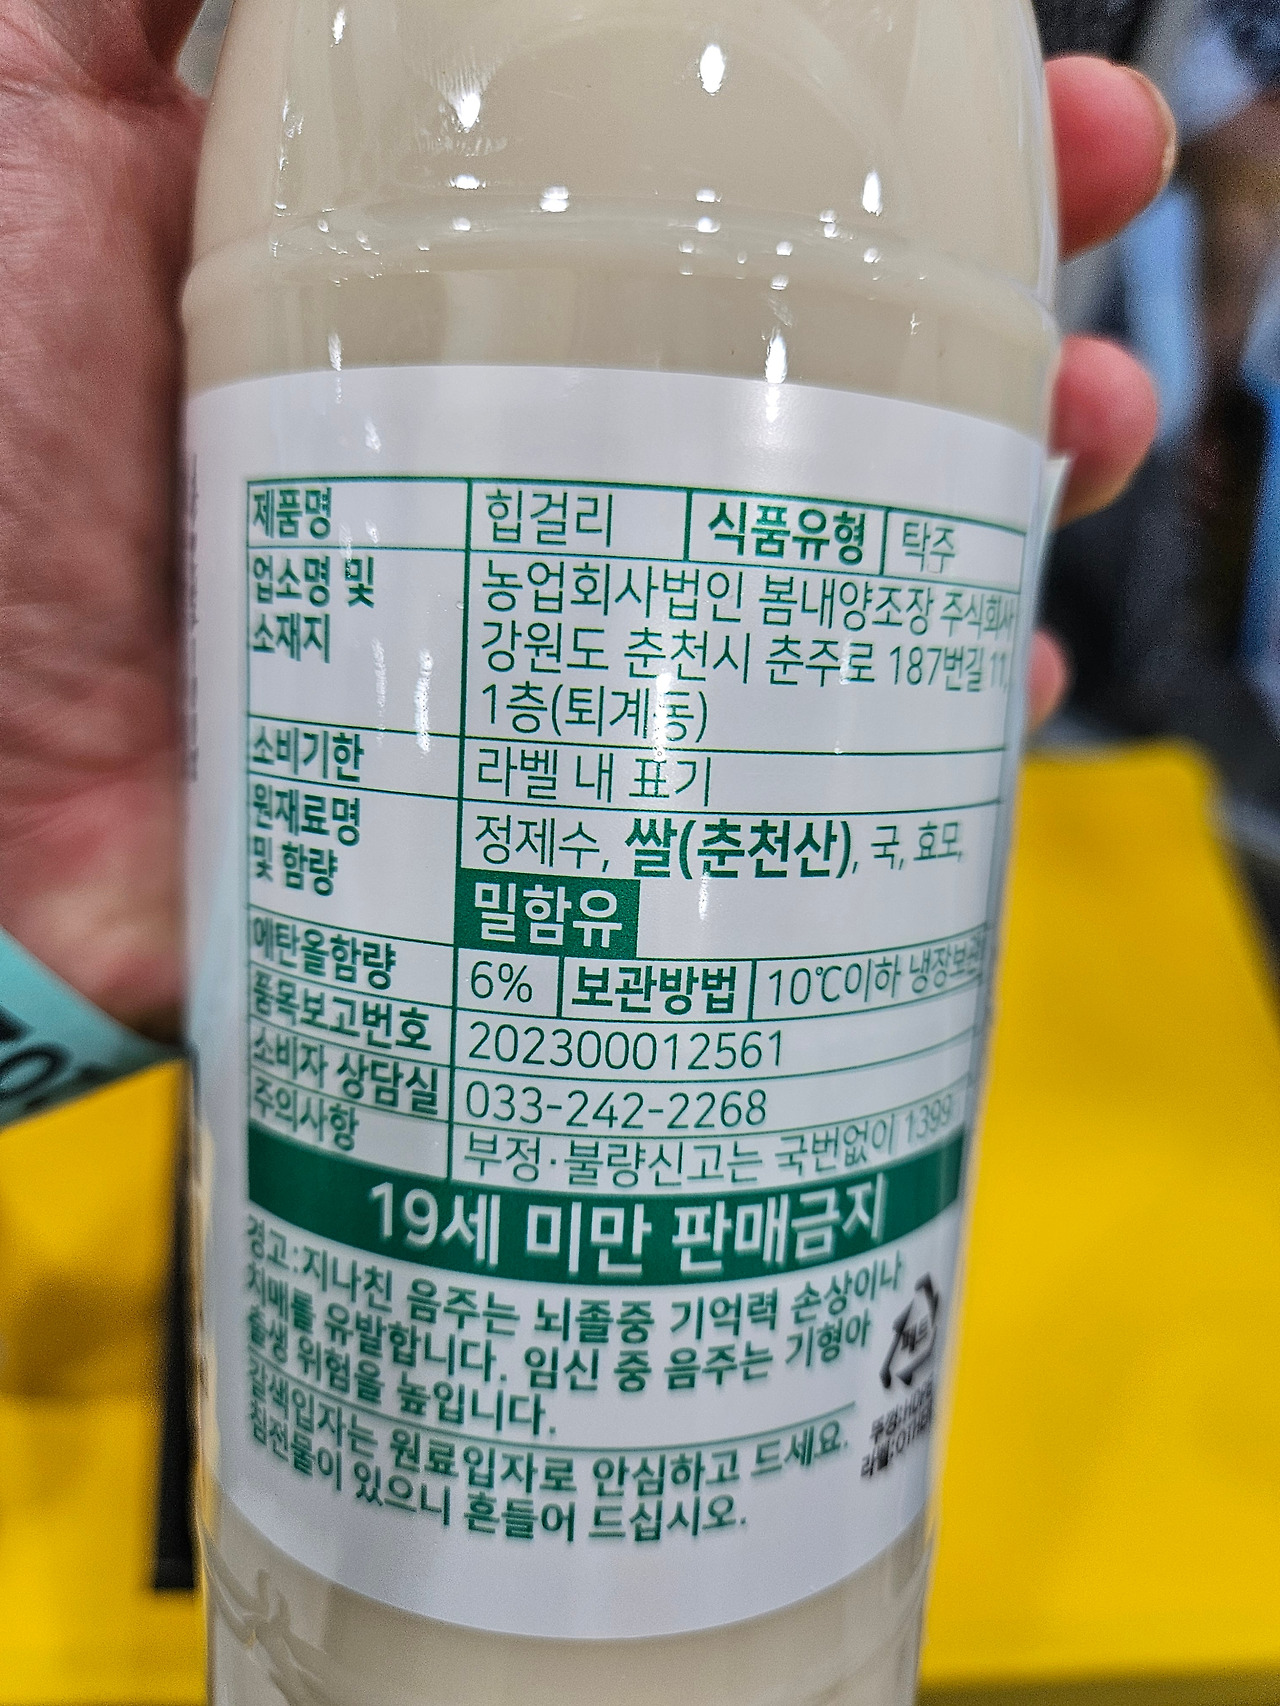 제품명 힙걸리 식품유형 탁주
업소명 및 소재지 농업회사법인 봄내양조장 주식회사
강원도 춘천시 춘주로 187번길 11,
1층(퇴계동)
소비기한 라벨 내 표기
원재료명 및 함량 정제수, 쌀(춘천산), 국, 효모,
밀함유
에탄올함량 6% 보관방법 10℃이하 냉장보관
품목보고번호 202300012561
소비자 상담실 033-242-2268
주의사항 부정·불량신고는 국번없이 1399
19세 미만 판매금지
경고:지나친 음주는 뇌졸중 기억력 손상이나
치매를 유발합니다. 임신 중 음주는 기형아
출생 위험을 높입니다.
갈색입자는 원료입자로 안심하고 드세요.
침전물이 있으니 흔들어 드십시오.